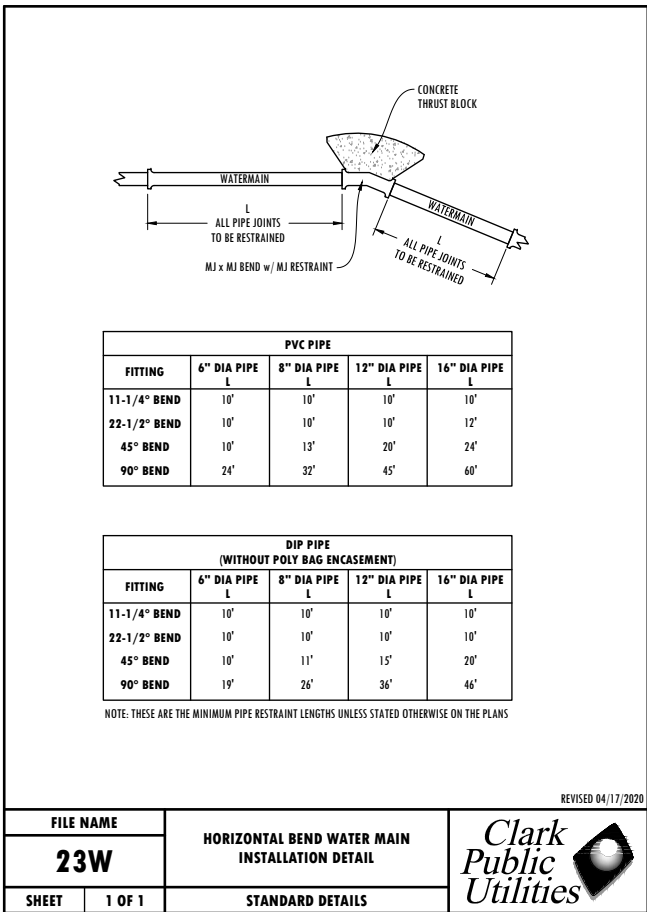 CONCRETE
THRUST BLOCK
WATERMAIN
WATERMAIN
L
ALL PIPE JOINTS
TO BE RESTRAINED
L
ALL PIPE JOINTS
TO BE RESTRAINED
MJ x MJ BEND w/ MJ RESTRAINT
PVC PIPE
FITTING 6" DIA PIPE L 8" DIA PIPE L 12" DIA PIPE L 16" DIA PIPE L
11-1/4° BEND 10' 10' 10' 10'
22-1/2° BEND 10' 10' 10' 12'
45° BEND 10' 13' 20' 24'
90° BEND 24' 32' 45' 60'
DIP PIPE
(WITHOUT POLY BAG ENCASEMENT)
FITTING 6" DIA PIPE L 8" DIA PIPE L 12" DIA PIPE L 16" DIA PIPE L
11-1/4° BEND 10' 10' 10' 10'
22-1/2° BEND 10' 10' 10' 10'
45° BEND 10' 11' 15' 20'
90° BEND 19' 26' 36' 46'
NOTE: THESE ARE THE MINIMUM PIPE RESTRAINT LENGTHS UNLESS STATED OTHERWISE ON THE PLANS
REVISED 04/17/2020
FILE NAME
23W
SHEET 1 OF 1
HORIZONTAL BEND WATER MAIN
INSTALLATION DETAIL
STANDARD DETAILS
Clark
Public
Utilities